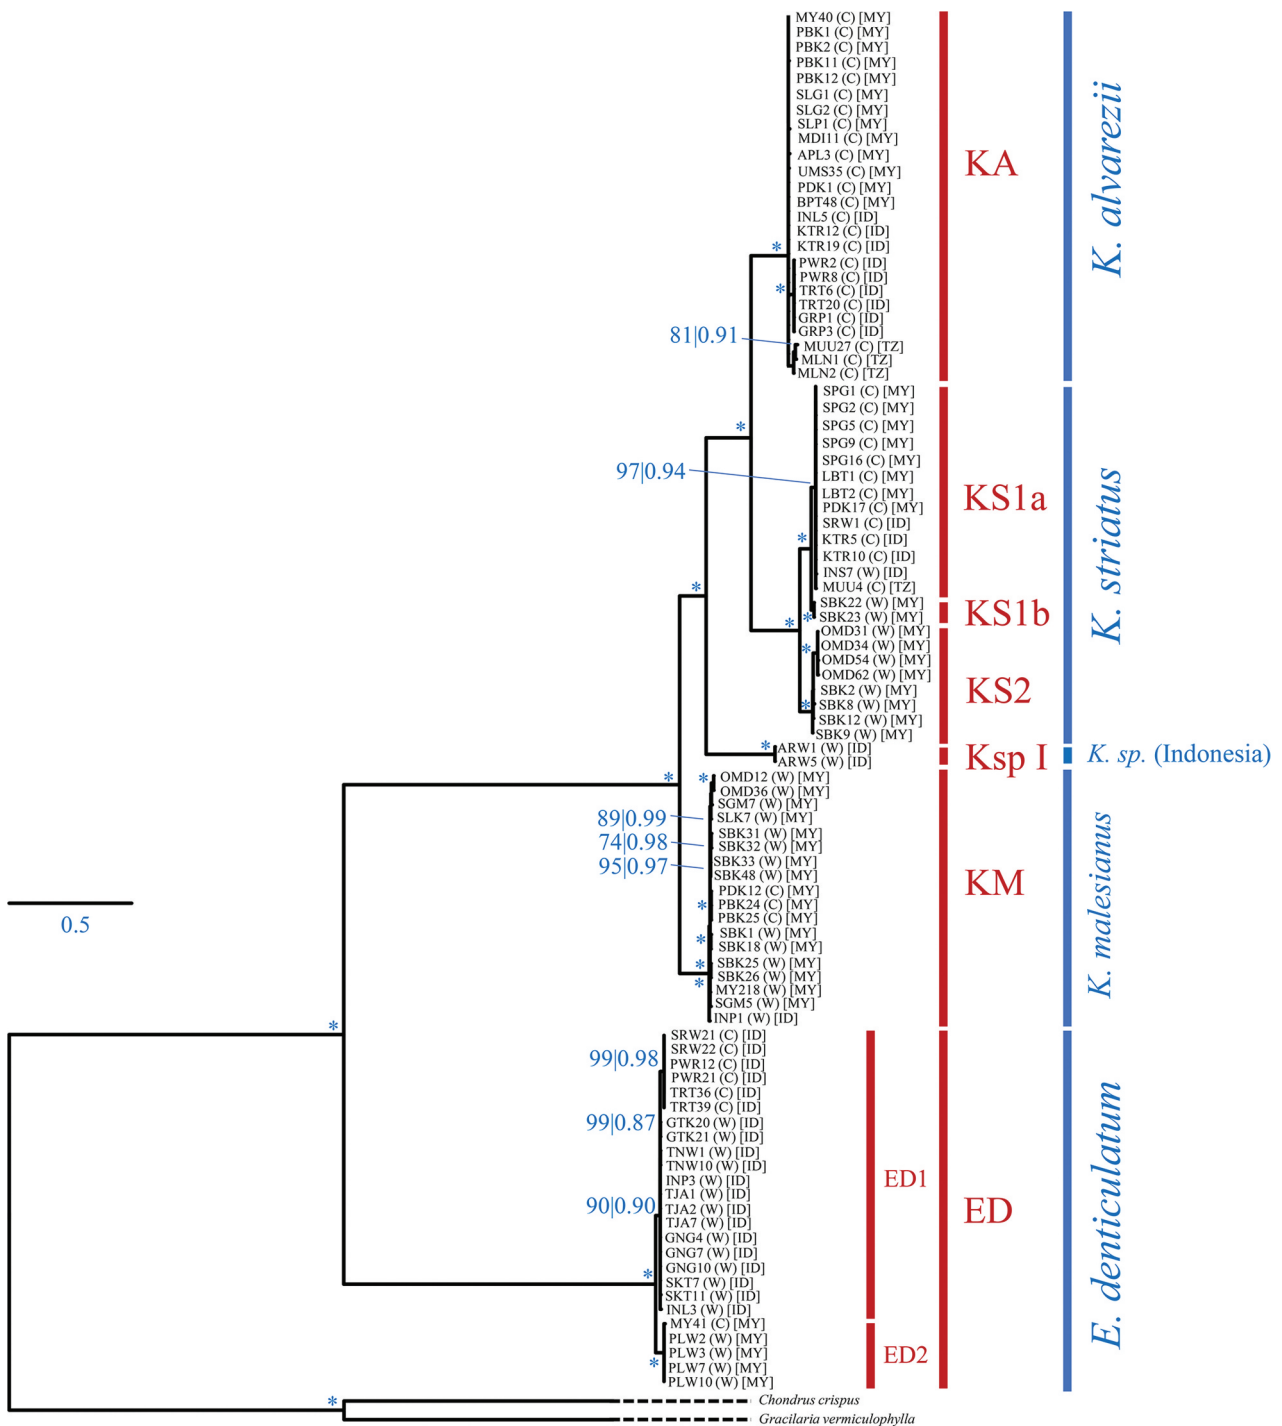 MY40 (C) [MY]
PBK1 (C) [MY]
PBK2 (C) [MY]
PBK11 (C) [MY]
PBK12 (C) [MY]
SLG1 (C) [MY]
SLG2 (C) [MY]
SLP1 (C) [MY]
MDI11 (C) [MY]
APL3 (C) [MY]
UMS35 (C) [MY]
PDK1 (C) [MY]
BPT48 (C) [MY]
INL5 (C) [ID]
KTR12 (C) [ID]
KTR19 (C) [ID]
*
PWR2 (C) [ID]
PWR8 (C) [ID]
*
TRT6 (C) [ID]
TRT20 (C) [ID]
GRP1 (C) [ID]
GRP3 (C) [ID]
81|0.91
MUU27 (C) [TZ]
MLN1 (C) [TZ]
MLN2 (C) [TZ]
KA
K. alvarezii
SPG1 (C) [MY]
SPG2 (C) [MY]
*
SPG5 (C) [MY]
SPG9 (C) [MY]
SPG16 (C) [MY]
97|0.94
LBT1 (C) [MY]
LBT2 (C) [MY]
PDK17 (C) [MY]
SRW1 (C) [ID]
*
KTR5 (C) [ID]
KTR10 (C) [ID]
INS7 (W) [ID]
*
MUU4 (C) [TZ]
KS1a
SBK22 (W) [MY]
*
SBK23 (W) [MY]
KS1b
*
OMD31 (W) [MY]
*
OMD34 (W) [MY]
OMD54 (W) [MY]
OMD62 (W) [MY]
SBK2 (W) [MY]
*
SBK8 (W) [MY]
SBK12 (W) [MY]
SBK9 (W) [MY]
KS2
K. striatus
*
ARW1 (W) [ID]
ARW5 (W) [ID]
Ksp I
K. sp. (Indonesia)
*
*
OMD12 (W) [MY]
OMD36 (W) [MY]
SGM7 (W) [MY]
89|0.99
SLK7 (W) [MY]
SBK31 (W) [MY]
74|0.98
SBK32 (W) [MY]
SBK33 (W) [MY]
95|0.97
SBK48 (W) [MY]
PDK12 (C) [MY]
*
PBK24 (C) [MY]
PBK25 (C) [MY]
SBK1 (W) [MY]
*
SBK18 (W) [MY]
*
SBK25 (W) [MY]
SBK26 (W) [MY]
*
MY218 (W) [MY]
SGM5 (W) [MY]
INP1 (W) [ID]
KM
K. malesianus
0.5
*
SRW21 (C) [ID]
SRW22 (C) [ID]
99|0.98
PWR12 (C) [ID]
PWR21 (C) [ID]
TRT36 (C) [ID]
TRT39 (C) [ID]
99|0.87
GTK20 (W) [ID]
GTK21 (W) [ID]
TNW1 (W) [ID]
TNW10 (W) [ID]
INP3 (W) [ID]
TJA1 (W) [ID]
90|0.90
TJA2 (W) [ID]
TJA7 (W) [ID]
GNG4 (W) [ID]
GNG7 (W) [ID]
GNG10 (W) [ID]
*
SKT7 (W) [ID]
SKT11 (W) [ID]
INL3 (W) [ID]
ED1
MY41 (C) [MY]
PLW2 (W) [MY]
PLW3 (W) [MY]
*
PLW7 (W) [MY]
PLW10 (W) [MY]
ED2
ED
E. denticulatum
*
Chondrus crispus
Gracilaria vermiculophylla